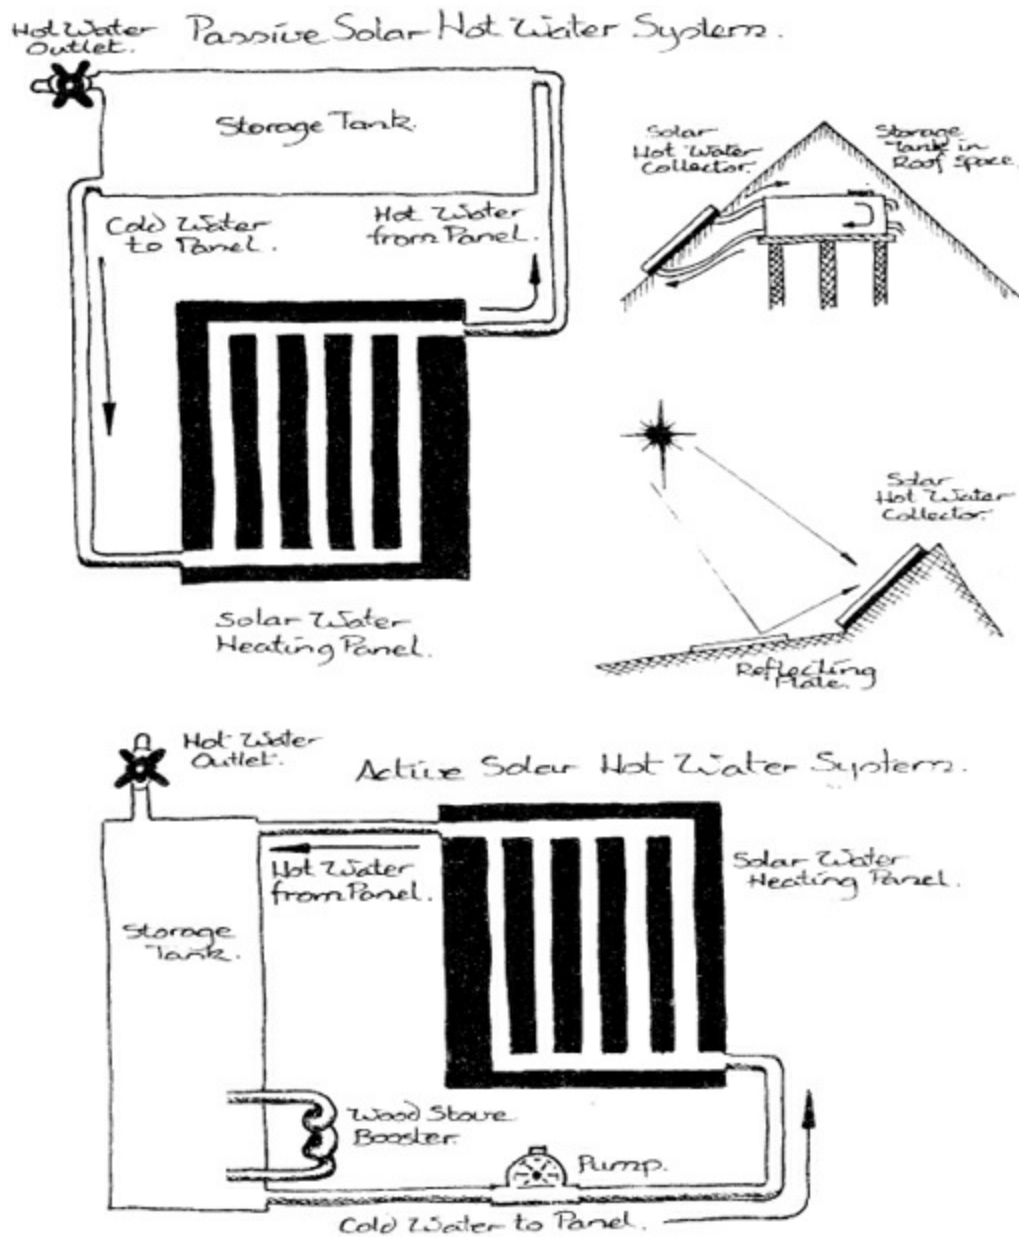 Hot Water
Outlet.
Passive Solar Hot Water System.
Storage Tank.
Cold Water
to Panel.
Hot Water
from Panel.
Solar Water
Heating Panel.
Solar
Hot Water
Collector.
Storage
Tank in
Roof Space.
Solar
Hot Water
Collector.
Reflecting
Plate.
Hot Water
Outlet.
Active Solar Hot Water System.
Hot Water
from Panel.
Solar Water
Heating Panel.
Storage
Tank.
Wood Stove
Booster.
Pump.
Cold Water to Panel.